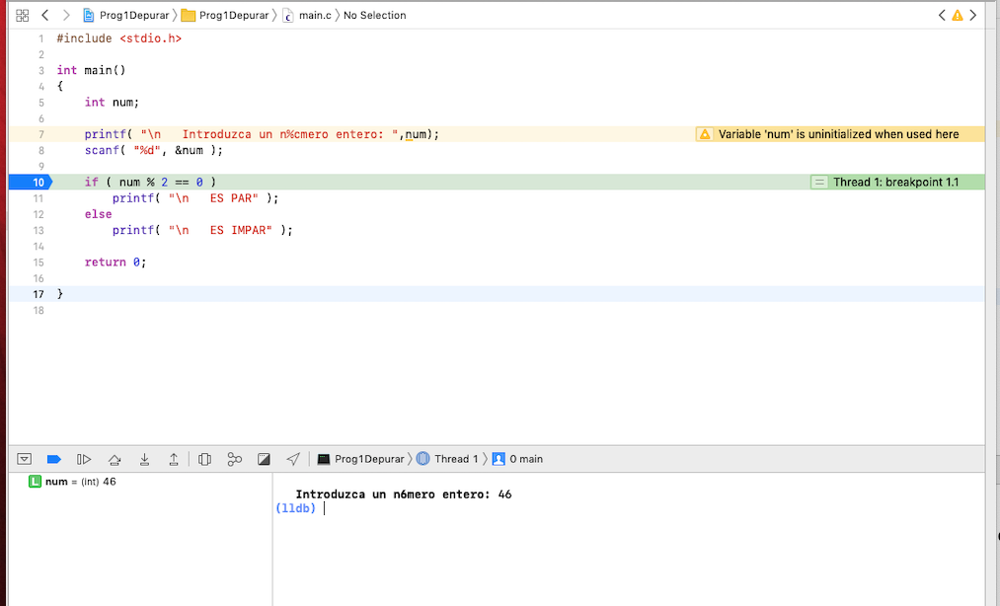 Prog1Depurar Prog1Depurar main.c No Selection
1 #include <stdio.h>
2
3 int main()
4 {
5 int num;
6
7 printf( "\n   Introduzca un n%cmero entero: ",num); Variable 'num' is uninitialized when used here
8 scanf( "%d", &num );
9
10 if ( num % 2 == 0 ) = Thread 1: breakpoint 1.1
11 printf( "\n   ES PAR" );
12 else
13 printf( "\n   ES IMPAR" );
14
15 return 0;
16
17 }
18
Prog1Depurar Thread 1 0 main
L num = (int) 46
Introduzca un n6mero entero: 46
(lldb)